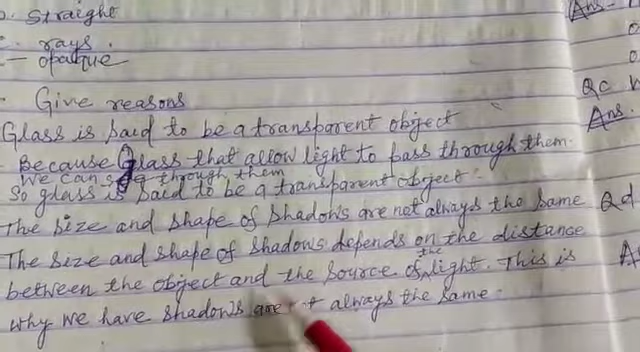 straight
rays.
- opaque
Give reasons
Glass is said to be a transparent object
Because Glass that allow light to pass through them.
we can see through them
So glass is said to be a transparent object.
The size and shape of shadows are not always the same
The size and shape of shadows depends on the distance
between the object and the source of the light. This is
why we have shadows are always the same.
Ans-
Qc
Ans.
Qd